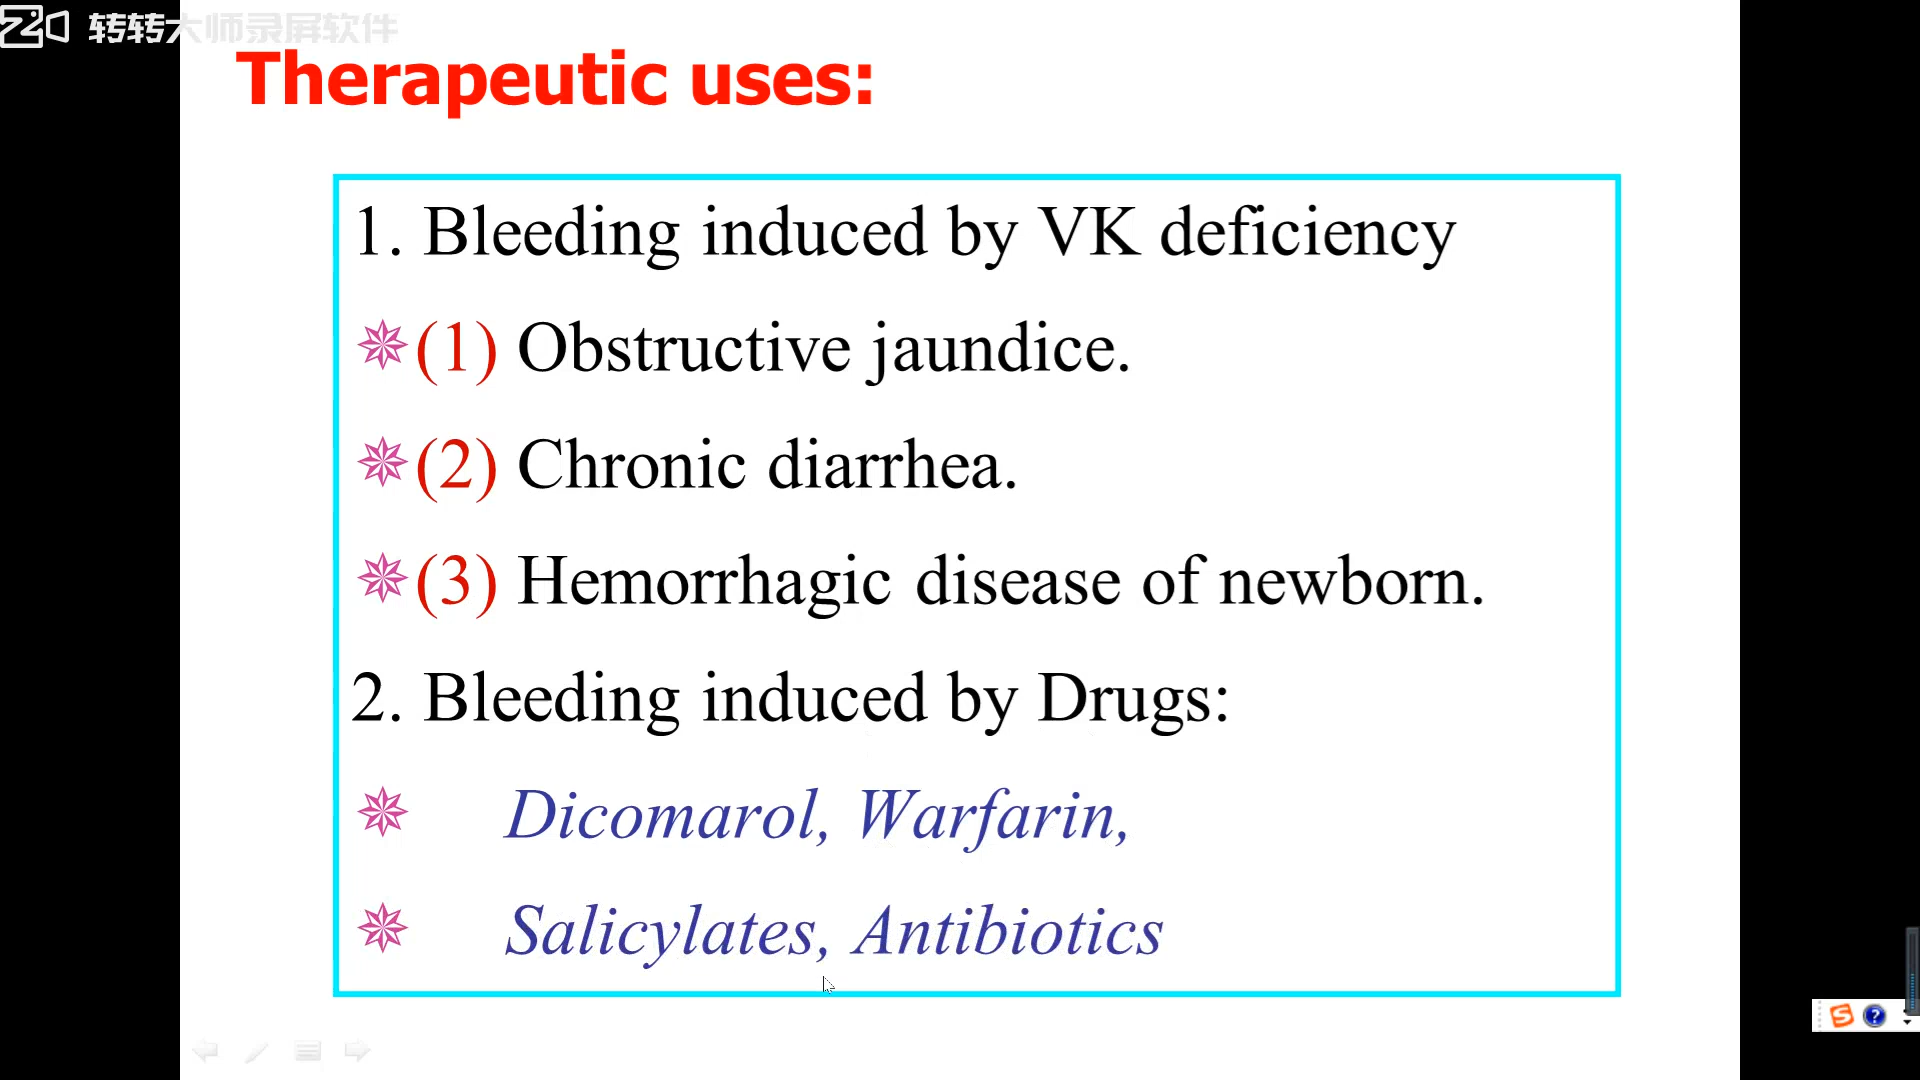 转转大师录屏软件
Therapeutic uses:
1. Bleeding induced by VK deficiency
(1) Obstructive jaundice.
(2) Chronic diarrhea.
(3) Hemorrhagic disease of newborn.
2. Bleeding induced by Drugs:
Dicomarol, Warfarin,
Salicylates, Antibiotics